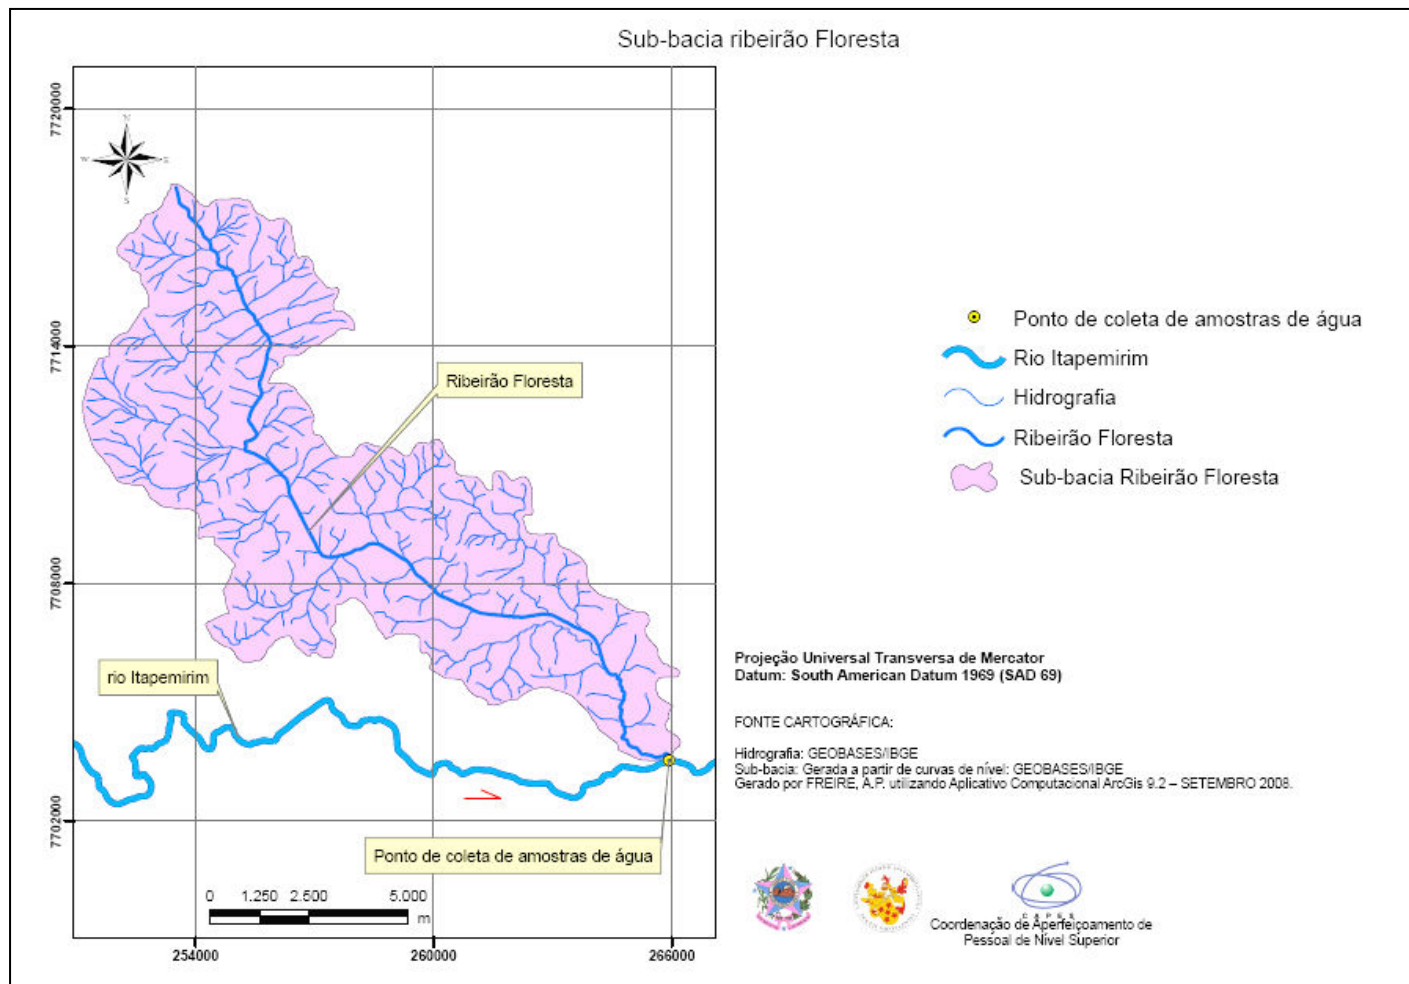 Sub-bacia ribeirão Floresta
7720000
7714000
7708000
7702000
N
W
E
S
Ribeirão Floresta
rio Itapemirim
Ponto de coleta de amostras de água
0 1.250 2.500 5.000
m
254000 260000 266000
Ponto de coleta de amostras de água
Rio Itapemirim
Hidrografia
Ribeirão Floresta
Sub-bacia Ribeirão Floresta
Projeção Universal Transversa de Mercator
Datum: South American Datum 1969 (SAD 69)
FONTE CARTOGRÁFICA:
Hidrografia: GEOBASES/IBGE
Sub-bacia: Gerada a partir de curvas de nível: GEOBASES/IBGE
Gerado por FREIRE, A.P. utilizando Aplicativo Computacional ArcGis 9.2 – SETEMBRO 2008.
CAPES
Coordenação de Aperfeiçoamento de
Pessoal de Nível Superior